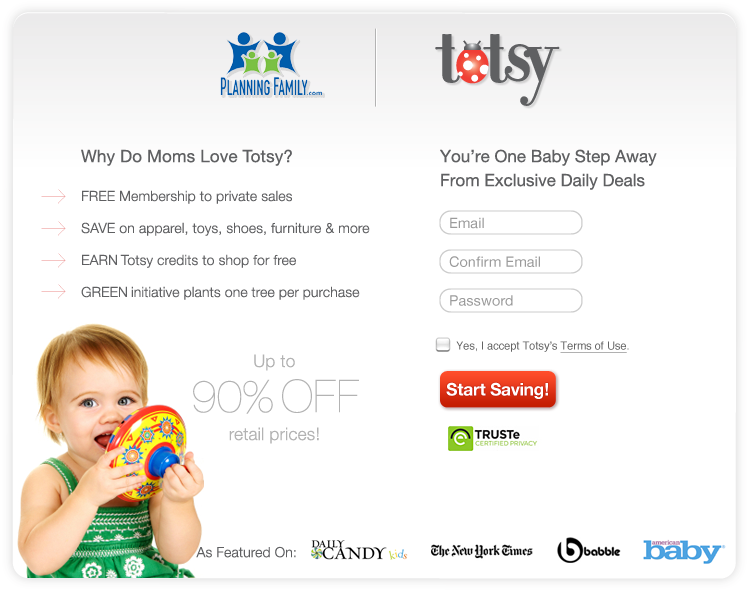 PLANNING FAMILY.com
totsy
Why Do Moms Love Totsy?
FREE Membership to private sales
SAVE on apparel, toys, shoes, furniture & more
EARN Totsy credits to shop for free
GREEN initiative plants one tree per purchase
Up to
90% OFF
retail prices!
You're One Baby Step Away
From Exclusive Daily Deals
Email
Confirm Email
Password
Yes, I accept Totsy's Terms of Use.
Start Saving!
TRUSTe
CERTIFIED PRIVACY
As Featured On:
DAILY
CANDY kids
The New York Times
b babble
american
baby